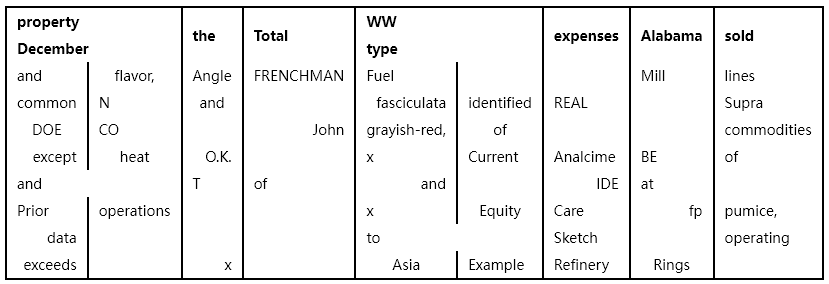 property December the Total WW type expenses Alabama sold
and flavor, Angle FRENCHMAN Fuel Mill lines
common N and fasciculata identified REAL Supra
DOE CO John grayish-red, of commodities
except heat O.K. x Current Analcime BE of
and T of and IDE at
Prior operations x Equity Care fp pumice,
data to Sketch operating
exceeds x Asia Example Refinery Rings